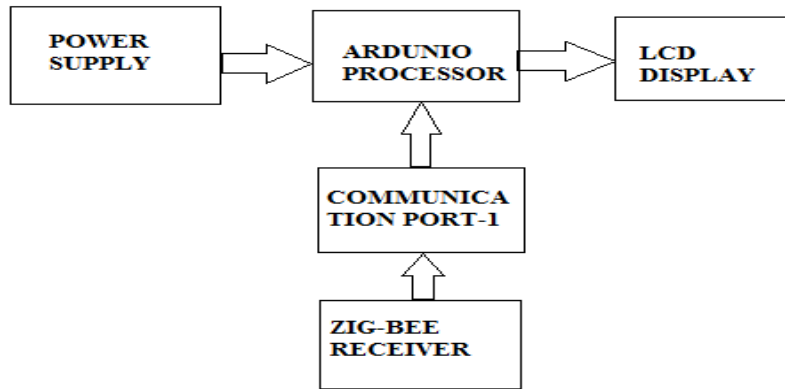 POWER
SUPPLY
ARDUNIO
PROCESSOR
LCD
DISPLAY
COMMUNICA
TION PORT-1
ZIG-BEE
RECEIVER